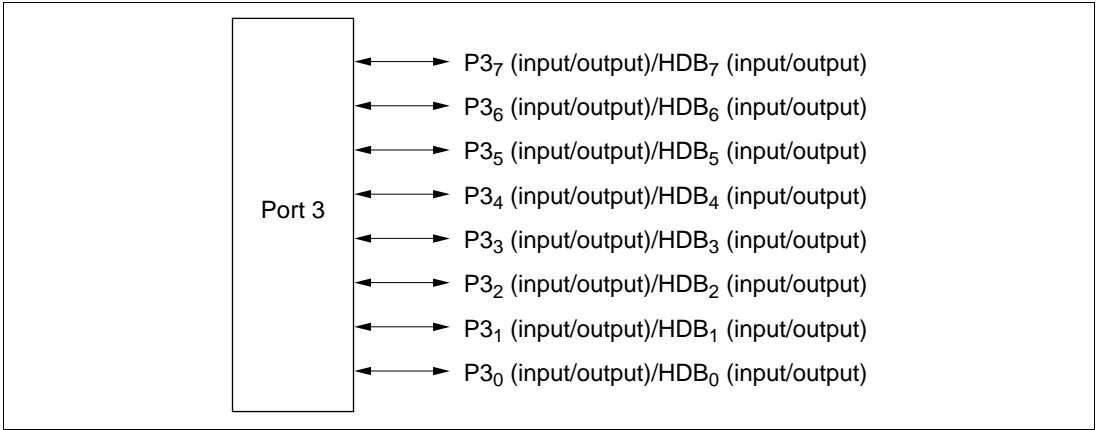 P3₇ (input/output)/HDB₇ (input/output)
P3₆ (input/output)/HDB₆ (input/output)
P3₅ (input/output)/HDB₅ (input/output)
P3₄ (input/output)/HDB₄ (input/output)
Port 3
P3₃ (input/output)/HDB₃ (input/output)
P3₂ (input/output)/HDB₂ (input/output)
P3₁ (input/output)/HDB₁ (input/output)
P3₀ (input/output)/HDB₀ (input/output)